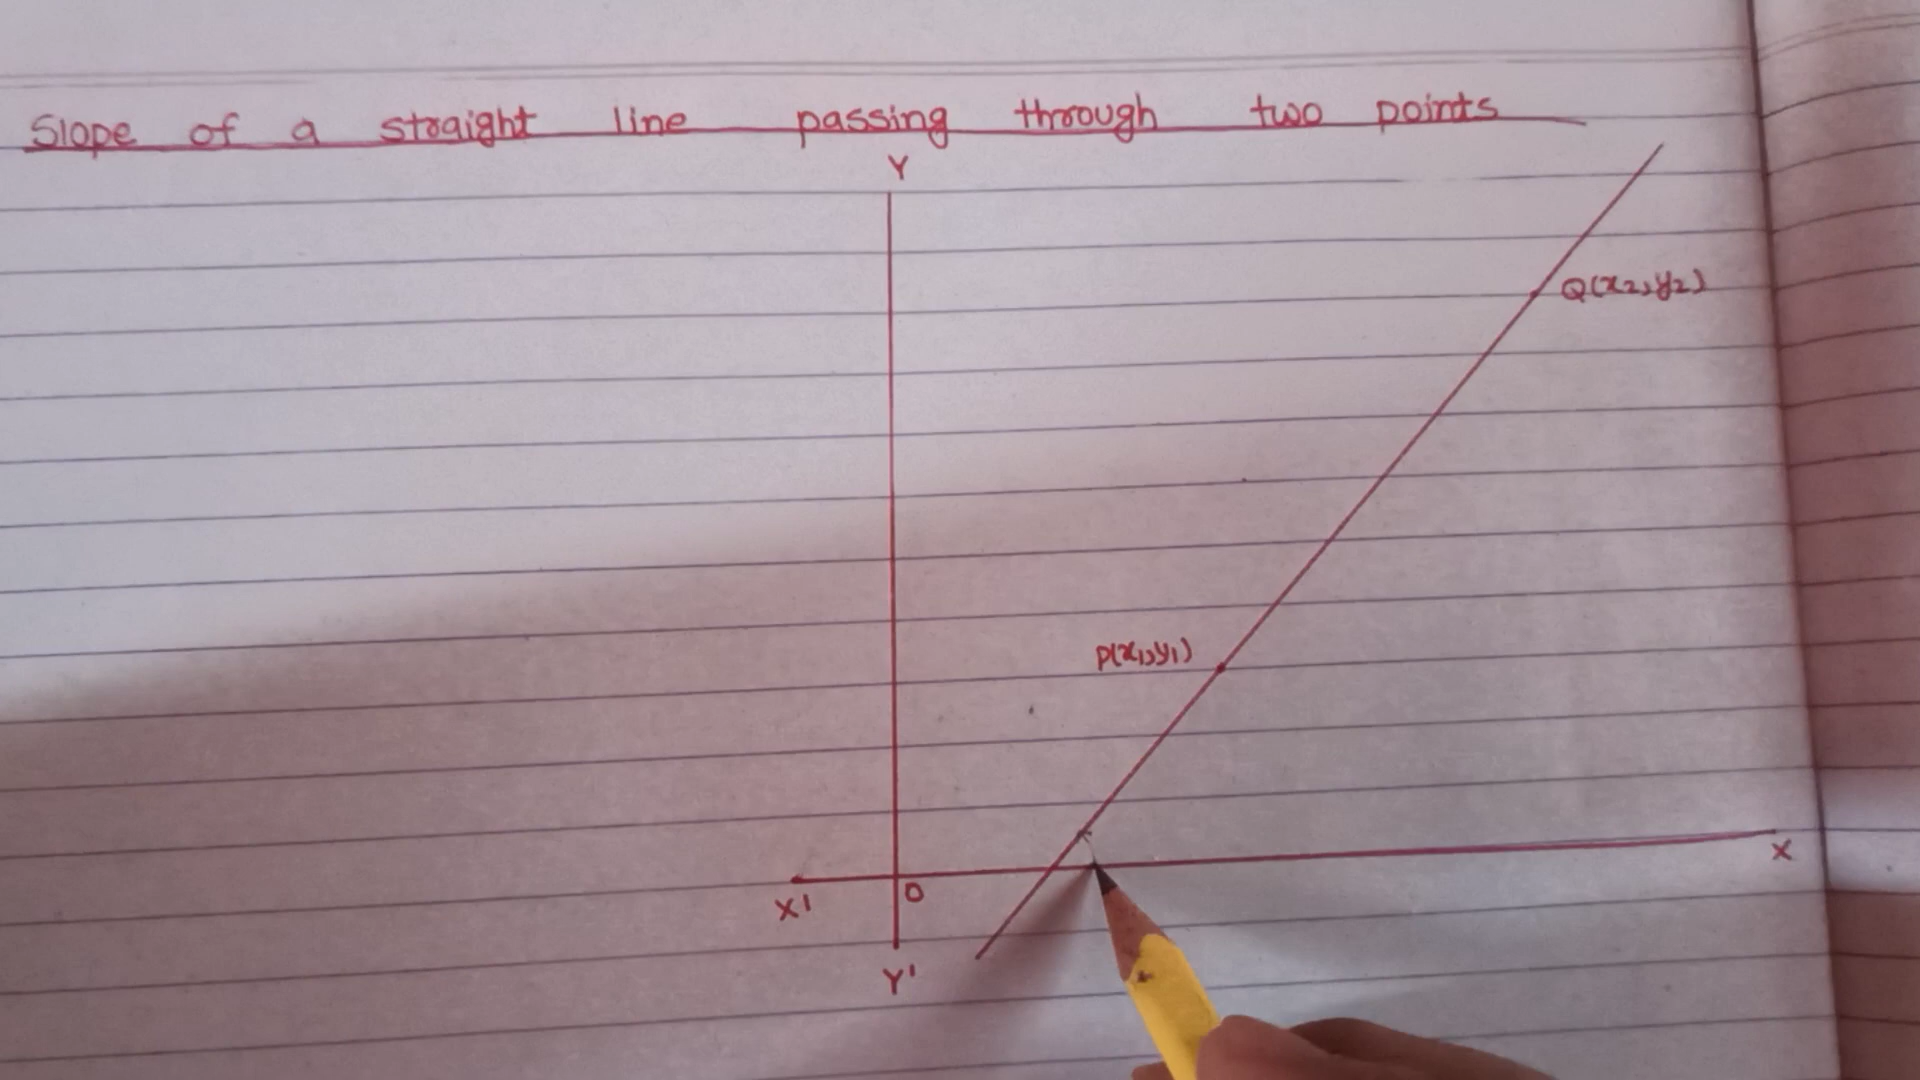 Slope of a straight line passing through two points
Y
Q(x2,y2)
P(x1,y1)
X' O X
Y'